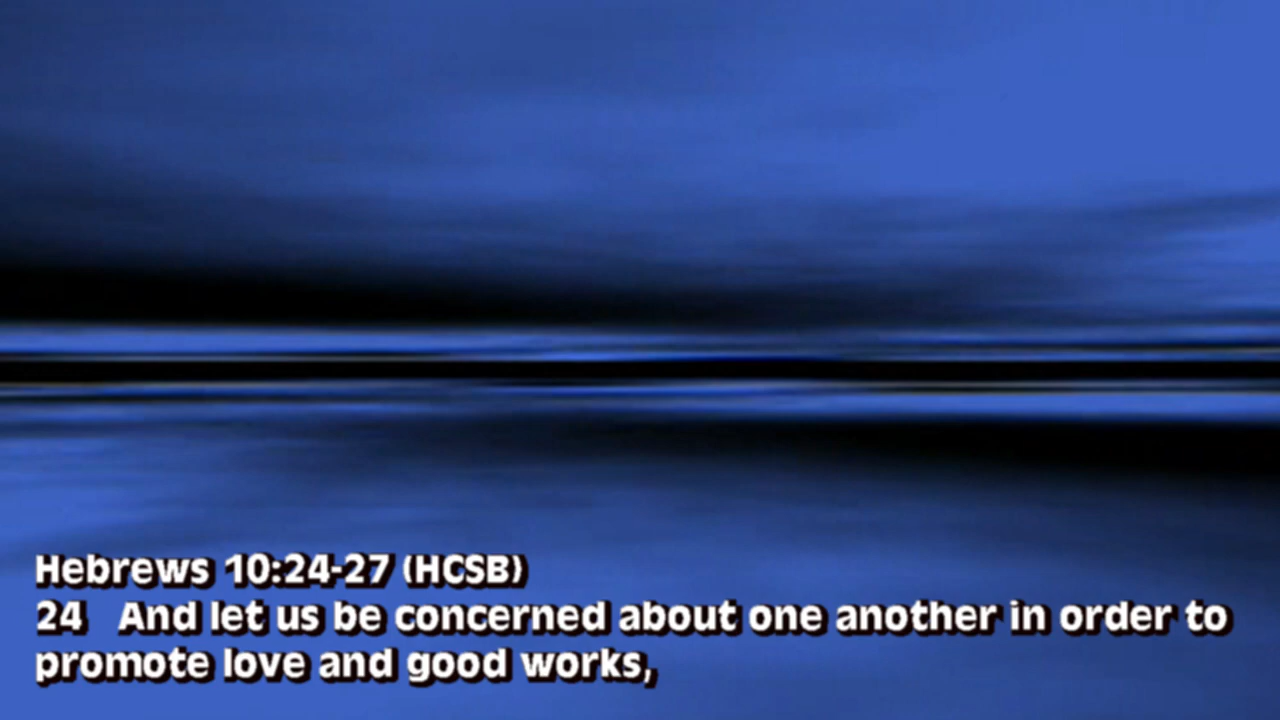 Hebrews 10:24-27 (HCSB)
24 And let us be concerned about one another in order to
promote love and good works,